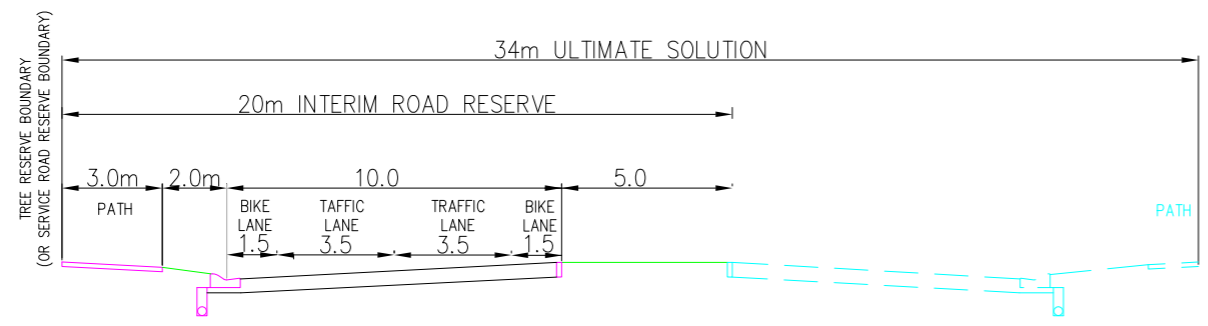 34m ULTIMATE SOLUTION
20m INTERIM ROAD RESERVE
TREE RESERVE BOUNDARY
(OR SERVICE ROAD RESERVE BOUNDARY)
3.0m 2.0m 10.0 5.0
PATH
BIKE
LANE
1.5
TAFFIC
LANE
3.5
TRAFFIC
LANE
3.5
BIKE
LANE
1.5
PATH